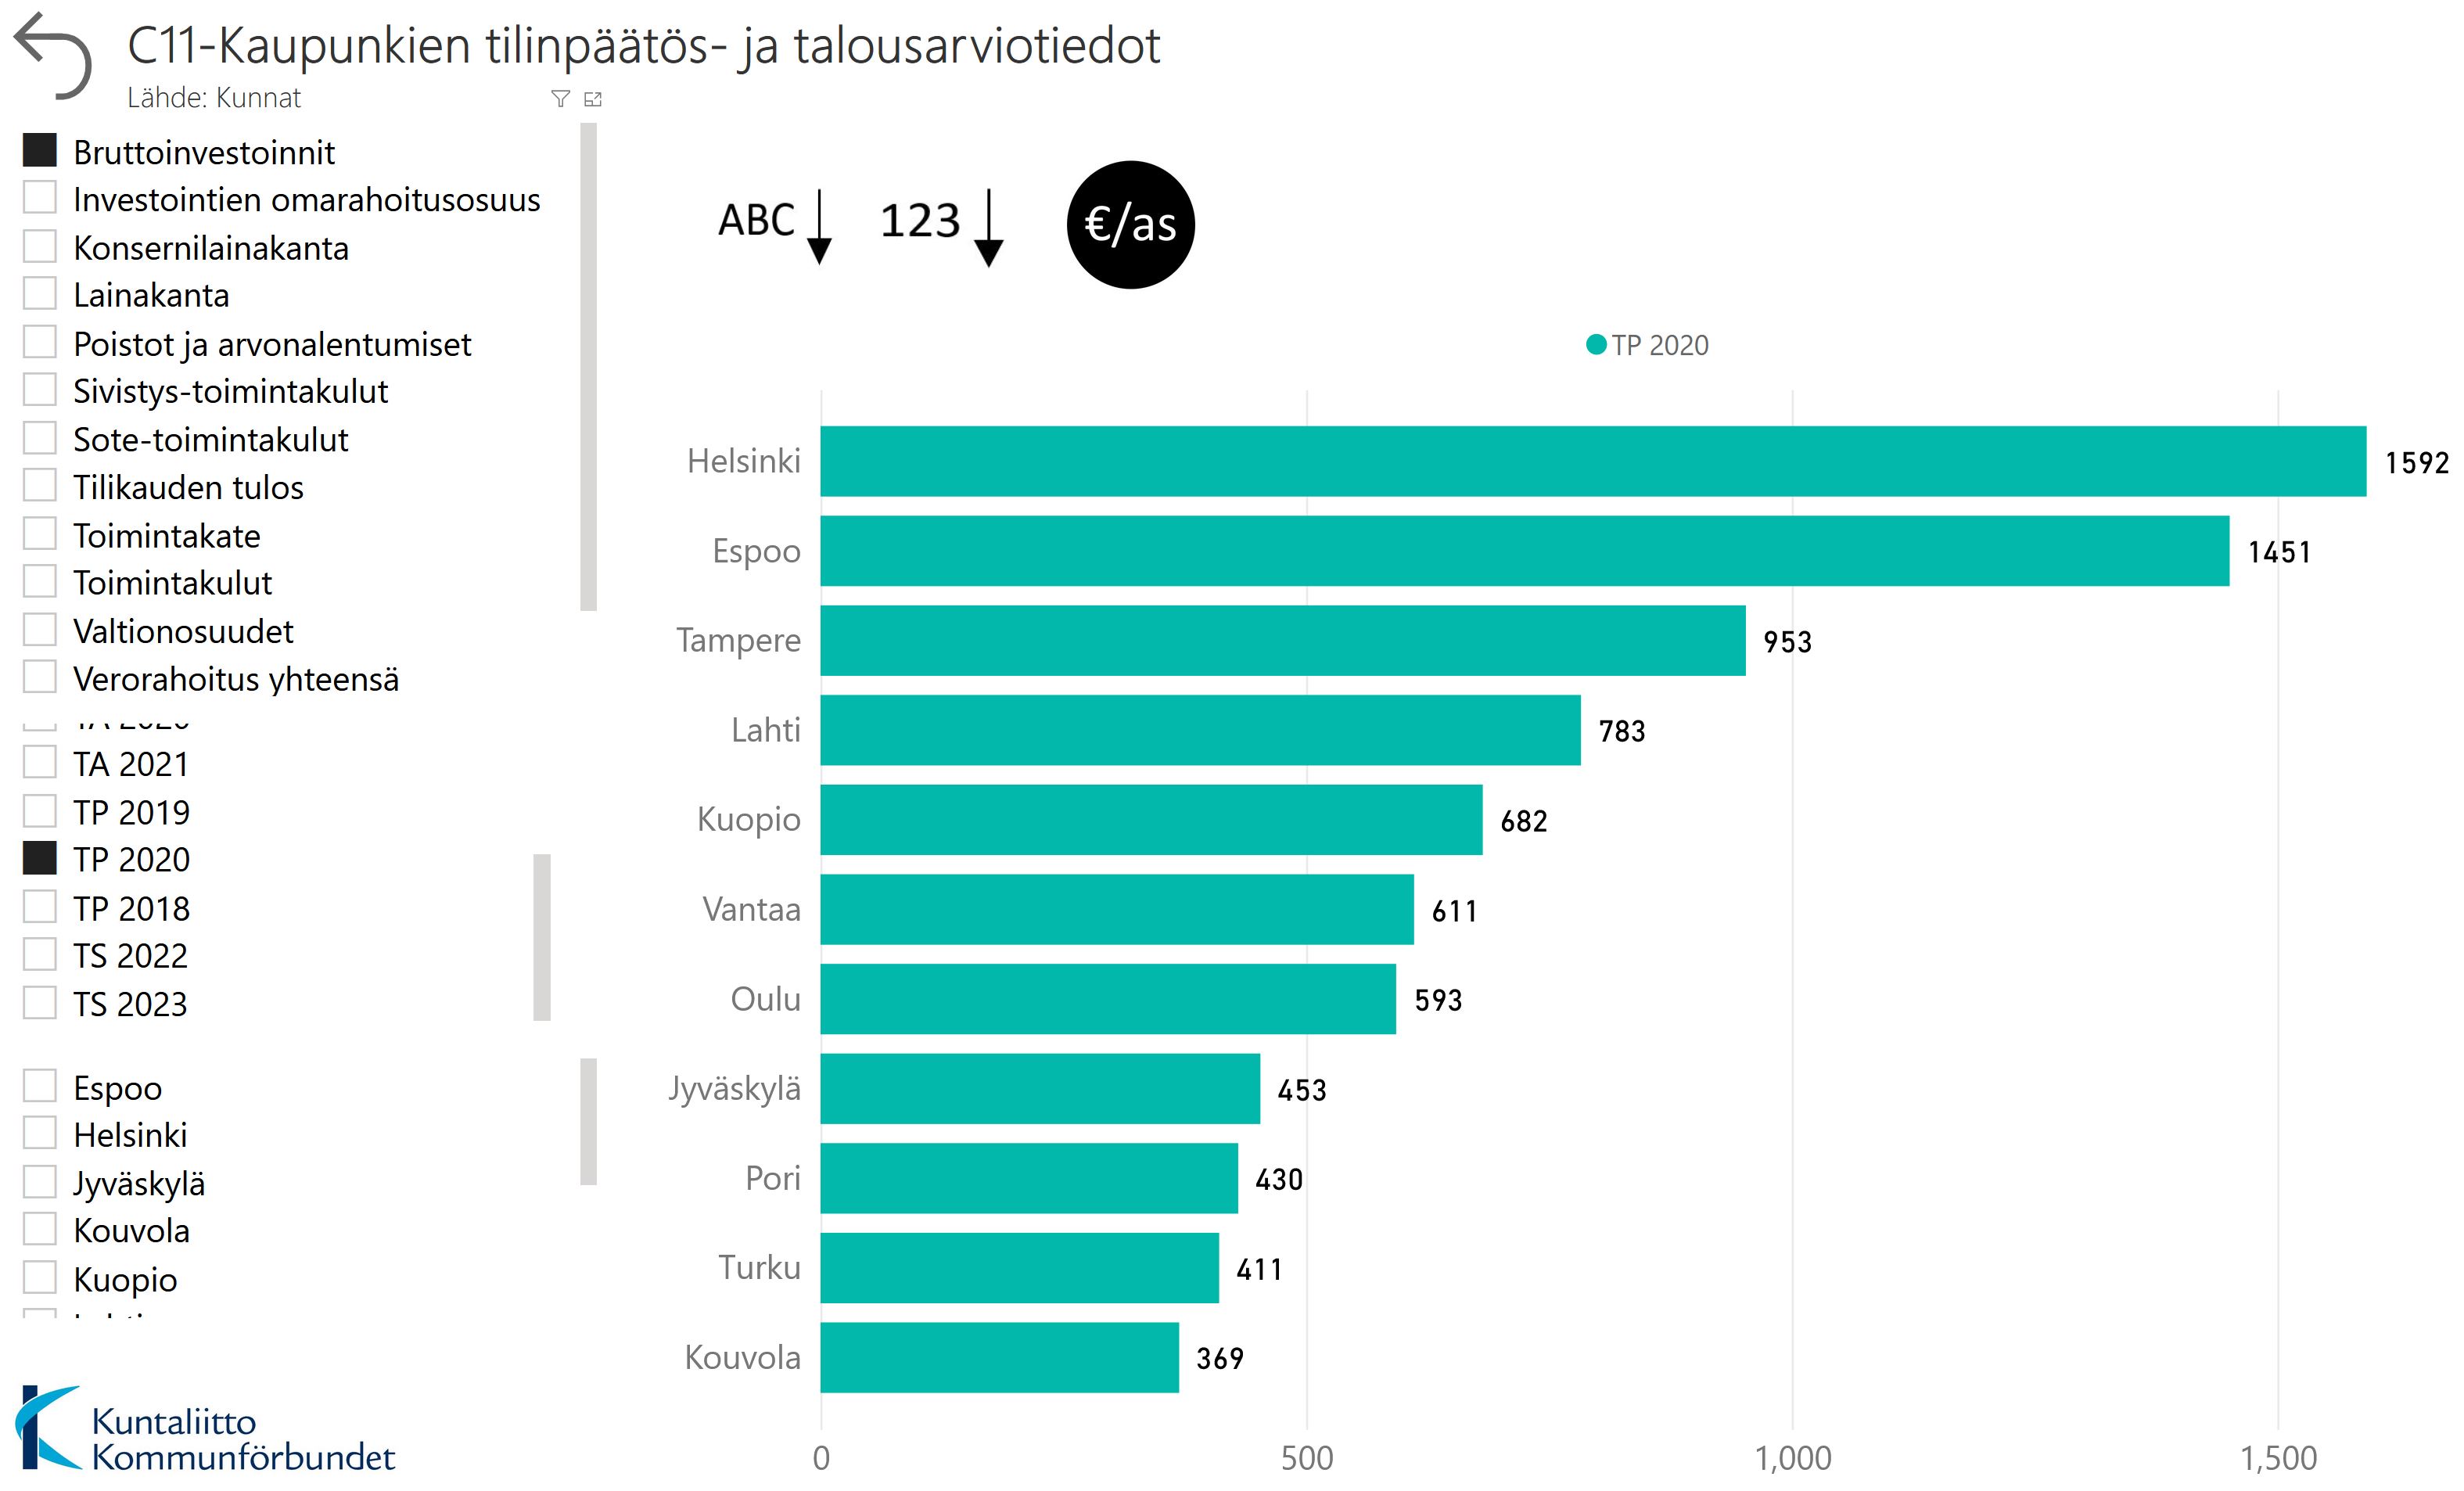 C11-Kaupunkien tilinpäätös- ja talousarviotiedot
Lähde: Kunnat
Bruttoinvestoinnit
Investointien omarahoitusosuus
Konsernilainakanta
Lainakanta
Poistot ja arvonalentumiset
Sivistys-toimintakulut
Sote-toimintakulut
Tilikauden tulos
Toimintakate
Toimintakulut
Valtionosuudet
Verorahoitus yhteensä
TA 2021
TP 2019
TP 2020
TP 2018
TS 2022
TS 2023
Espoo
Helsinki
Jyväskylä
Kouvola
Kuopio
Kuntaliitto
Kommunförbundet
ABC 123 €/as
TP 2020
Helsinki 1592
Espoo 1451
Tampere 953
Lahti 783
Kuopio 682
Vantaa 611
Oulu 593
Jyväskylä 453
Pori 430
Turku 411
Kouvola 369
0 500 1,000 1,500